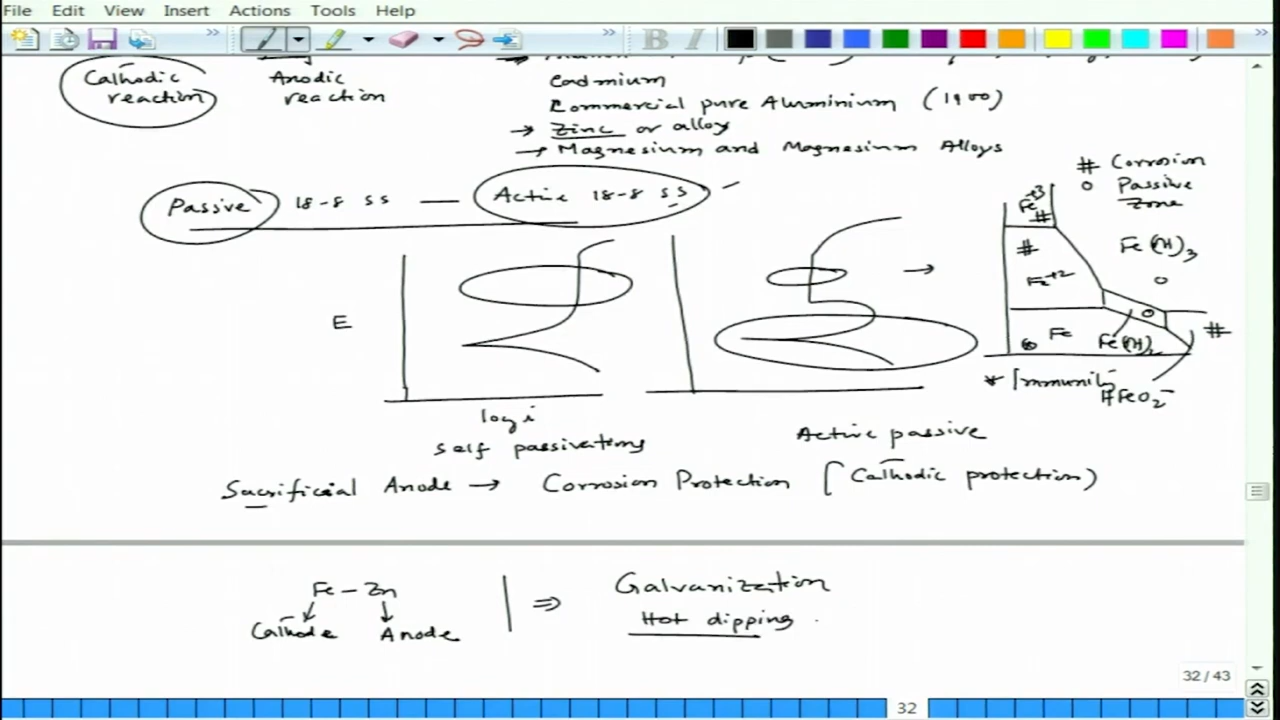 File Edit View Insert Actions Tools Help
B I
Cathodic reaction
Anodic reaction
Cadmium
Commercial pure Aluminium (1100)
→ Zinc or alloy
→ Magnesium and Magnesium Alloys
Passive 18-8 ss — Active 18-8 ss
# Corrosion
o Passive Zone
Fe+3
#
#
Fe+2
Fe(OH)3
o
o
Fe
Fe(OH)2
#
* Immunity
# FeO2-
E
log i
self passivating
Active passive
Sacrificial Anode → Corrosion Protection [Cathodic protection)
Fe – Zn
Cathode Anode
⇒ Galvanization
Hot dipping
32 / 43
32